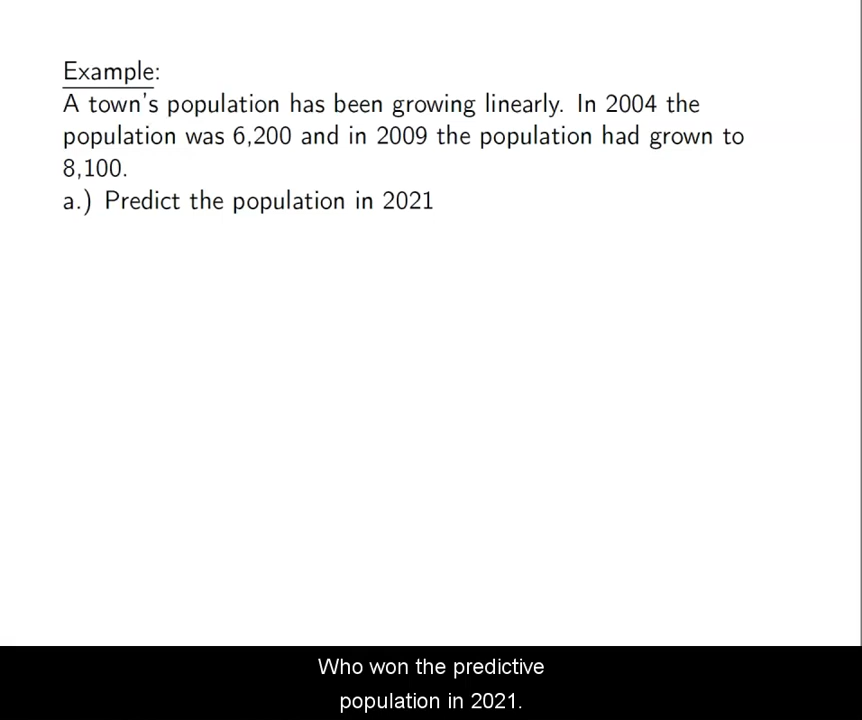 Example:
A town's population has been growing linearly. In 2004 the
population was 6,200 and in 2009 the population had grown to
8,100.
a.) Predict the population in 2021
Who won the predictive
population in 2021.